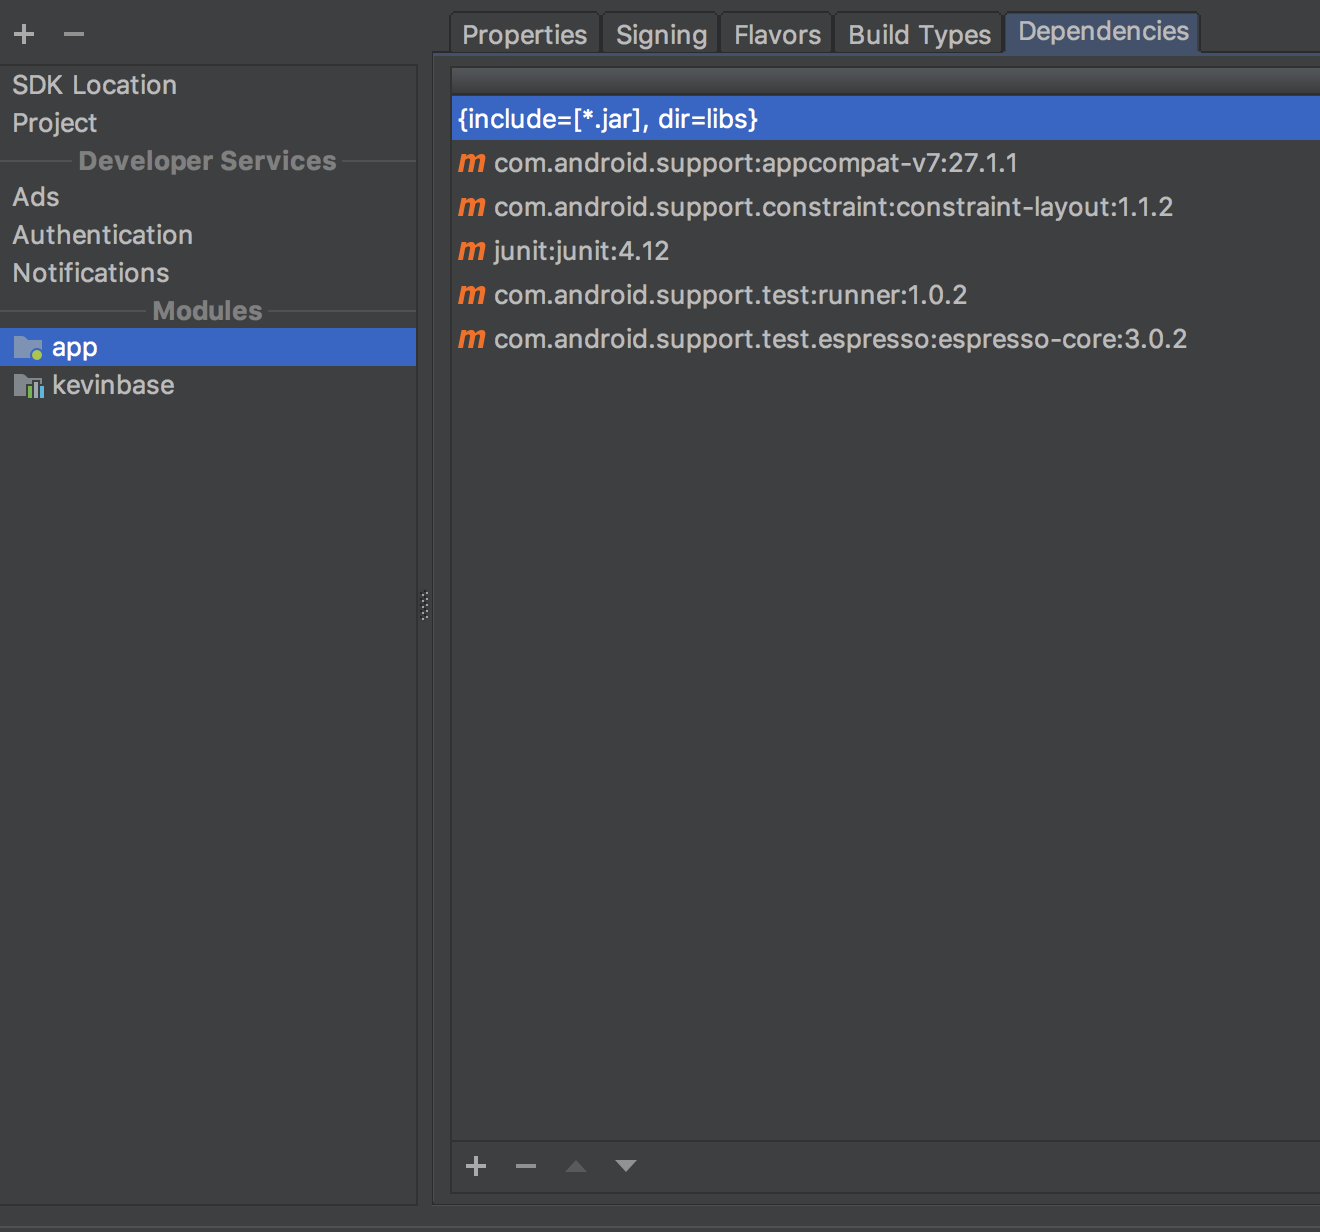 SDK Location
Project
Developer Services
Ads
Authentication
Notifications
Modules
app
kevinbase
Properties Signing Flavors Build Types Dependencies
{include=[*.jar], dir=libs}
m com.android.support:appcompat-v7:27.1.1
m com.android.support.constraint:constraint-layout:1.1.2
m junit:junit:4.12
m com.android.support.test:runner:1.0.2
m com.android.support.test.espresso:espresso-core:3.0.2